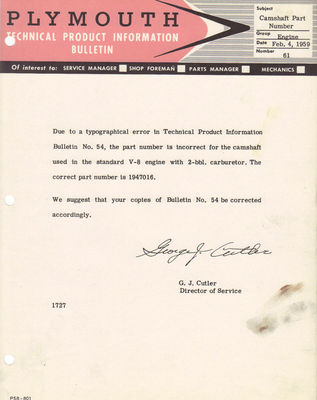 PLYMOUTH
TECHNICAL PRODUCT INFORMATION
BULLETIN
Subject
Camshaft Part
Number
Group Engine
Date Feb, 4, 1959
Number 61
Of interest to: SERVICE MANAGER SHOP FOREMAN PARTS MANAGER MECHANICS
Due to a typographical error in Technical Product Information
Bulletin No. 54, the part number is incorrect for the camshaft
used in the standard V-8 engine with 2-bbl. carburetor. The
correct part number is 1947016.
We suggest that your copies of Bulletin No. 54 be corrected
accordingly.
George J. Cutler
G. J. Cutler
Director of Service
1727
P58-801